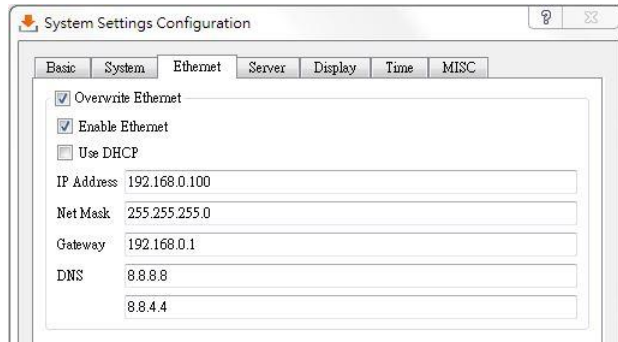 System Settings Configuration
Basic System Ethernet Server Display Time MISC
Overwrite Ethernet
Enable Ethernet
Use DHCP
IP Address 192.168.0.100
Net Mask 255.255.255.0
Gateway 192.168.0.1
DNS 8.8.8.8
8.8.4.4